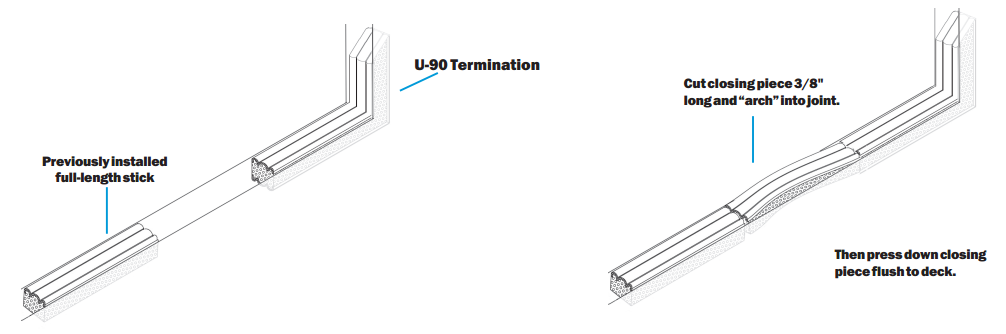 U-90 Termination
Previously installed
full-length stick
Cut closing piece 3/8"
long and “arch” into joint.
Then press down closing
piece flush to deck.